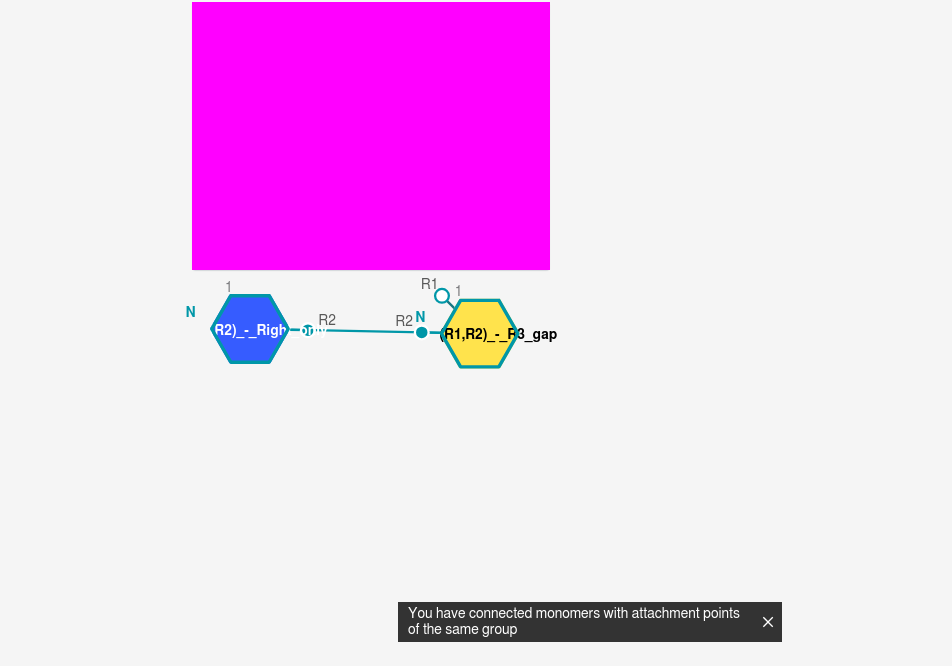 R1
1
1
N
N
R2
R2
R2)_-_Righ
only
(R1,R2)_-_R3_gap
You have connected monomers with attachment points
of the same group